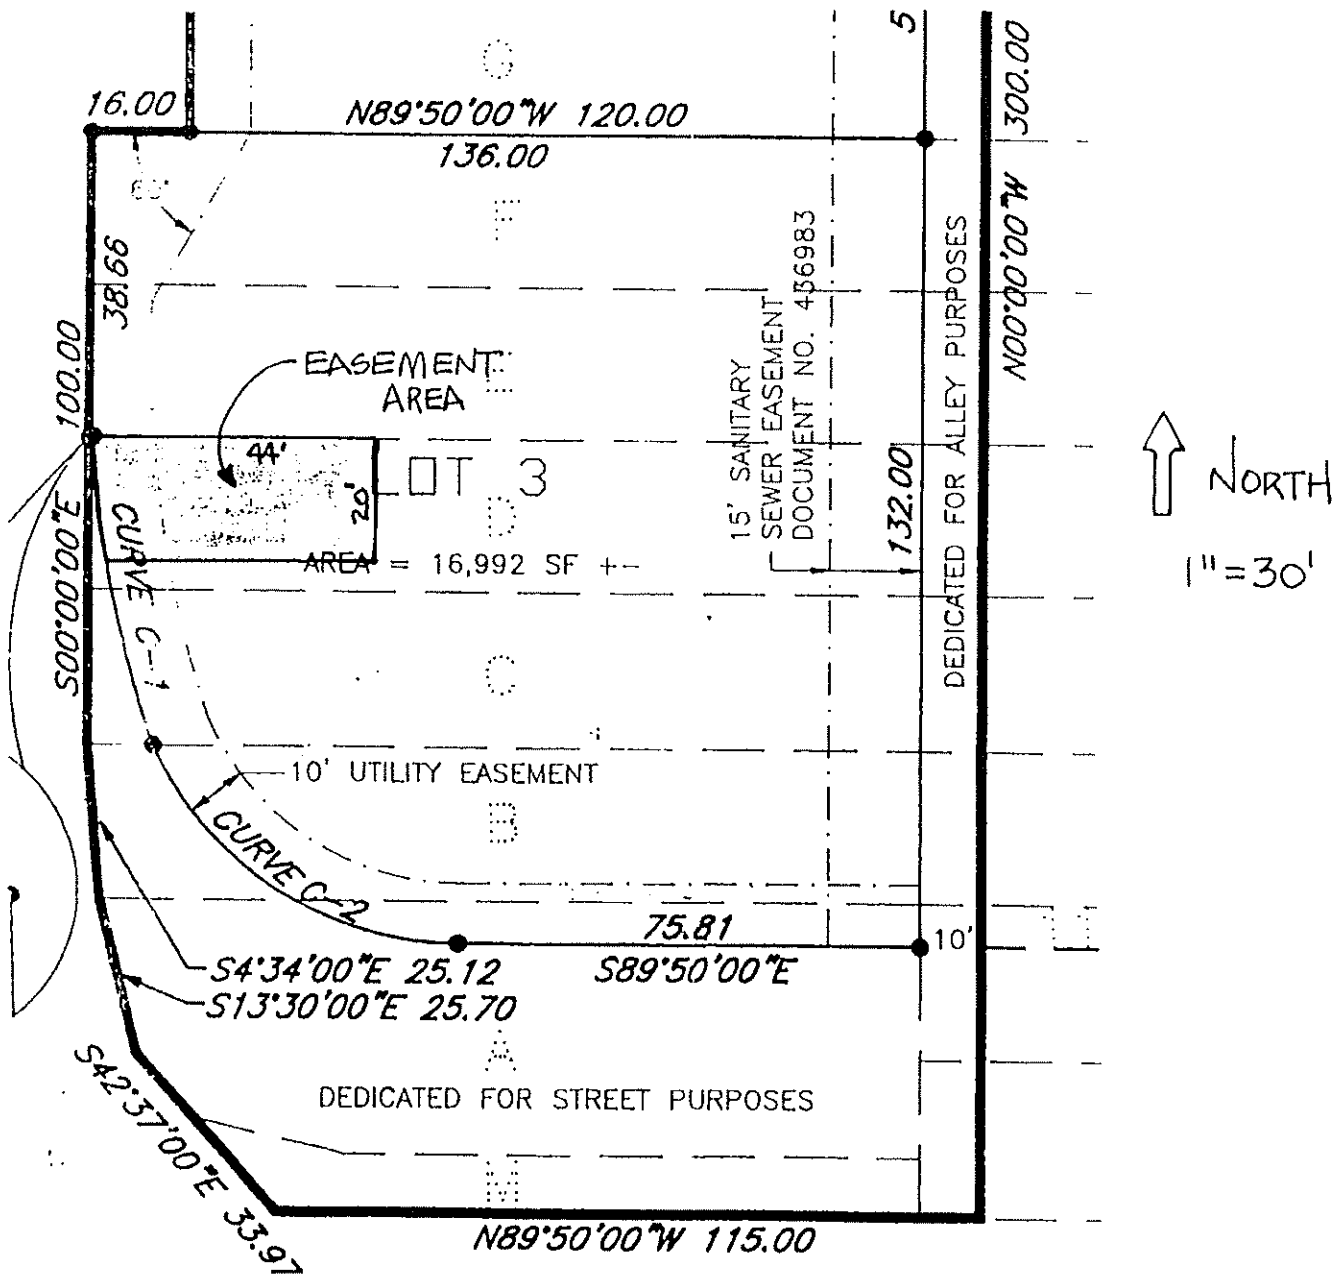 5
300.00
G
16.00
N89°50'00"W 120.00
136.00
60°
F
38.66
100.00
N00°00'00"W
EASEMENT
AREA
E
15' SANITARY
SEWER EASEMENT
DOCUMENT NO. 436983
DEDICATED FOR ALLEY PURPOSES
44'
20'
LOT 3
D
132.00
NORTH
1"=30'
AREA = 16,992 SF +-
S00°00'00"E
CURVE C-1
C
10' UTILITY EASEMENT
B
CURVE C-2
75.81
S89°50'00"E
10'
H
S4°34'00"E 25.12
S13°30'00"E 25.70
A
S42°37'00"E 33.97
DEDICATED FOR STREET PURPOSES
M
N89°50'00"W 115.00